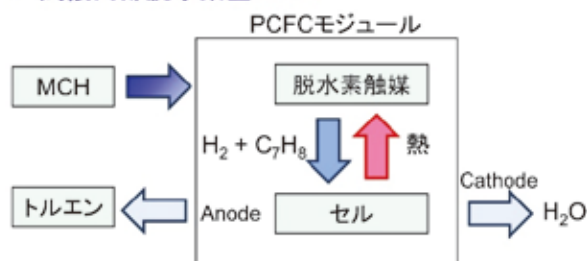 PCFCモジュール
MCH
脱水素触媒
H₂ + C₇H₈
熱
Cathode
トルエン
Anode
セル
H₂O